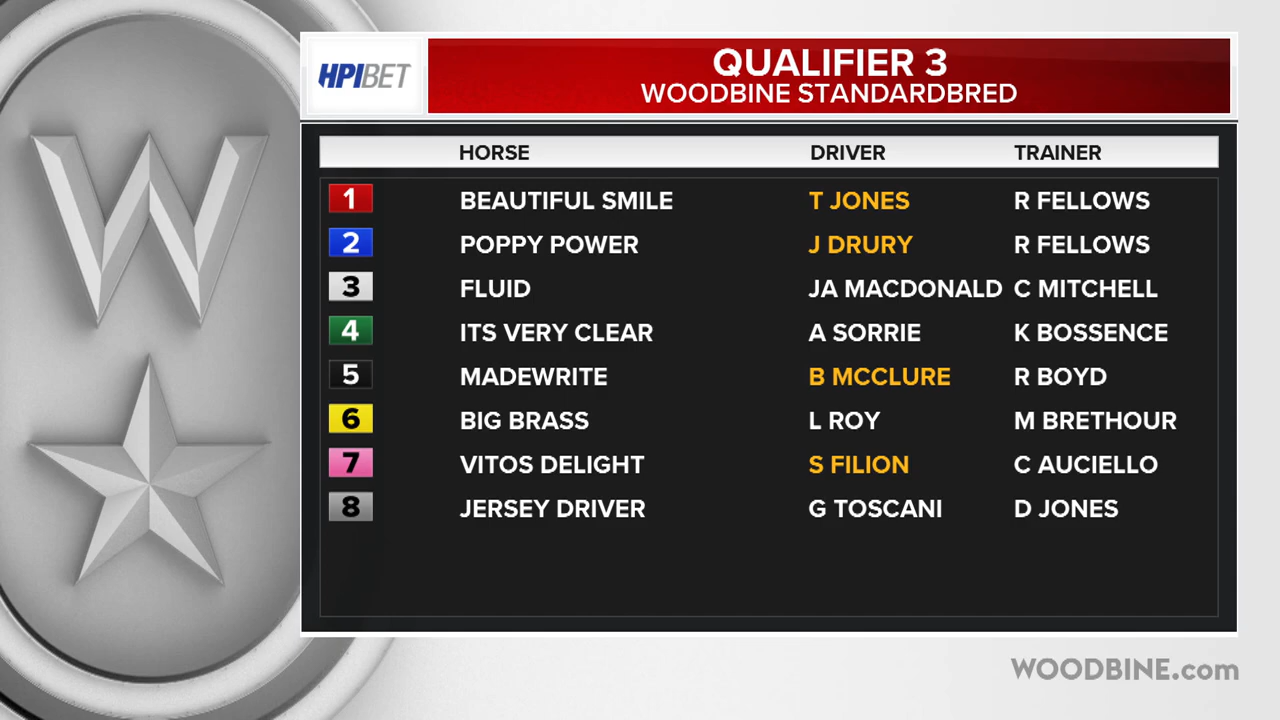 HPIBET
QUALIFIER 3
WOODBINE STANDARDBRED
HORSE DRIVER TRAINER
1 BEAUTIFUL SMILE T JONES R FELLOWS
2 POPPY POWER J DRURY R FELLOWS
3 FLUID JA MACDONALD C MITCHELL
4 ITS VERY CLEAR A SORRIE K BOSSENCE
5 MADEWRITE B MCCLURE R BOYD
6 BIG BRASS L ROY M BRETHOUR
7 VITOS DELIGHT S FILION C AUCIELLO
8 JERSEY DRIVER G TOSCANI D JONES
W
WOODBINE.com